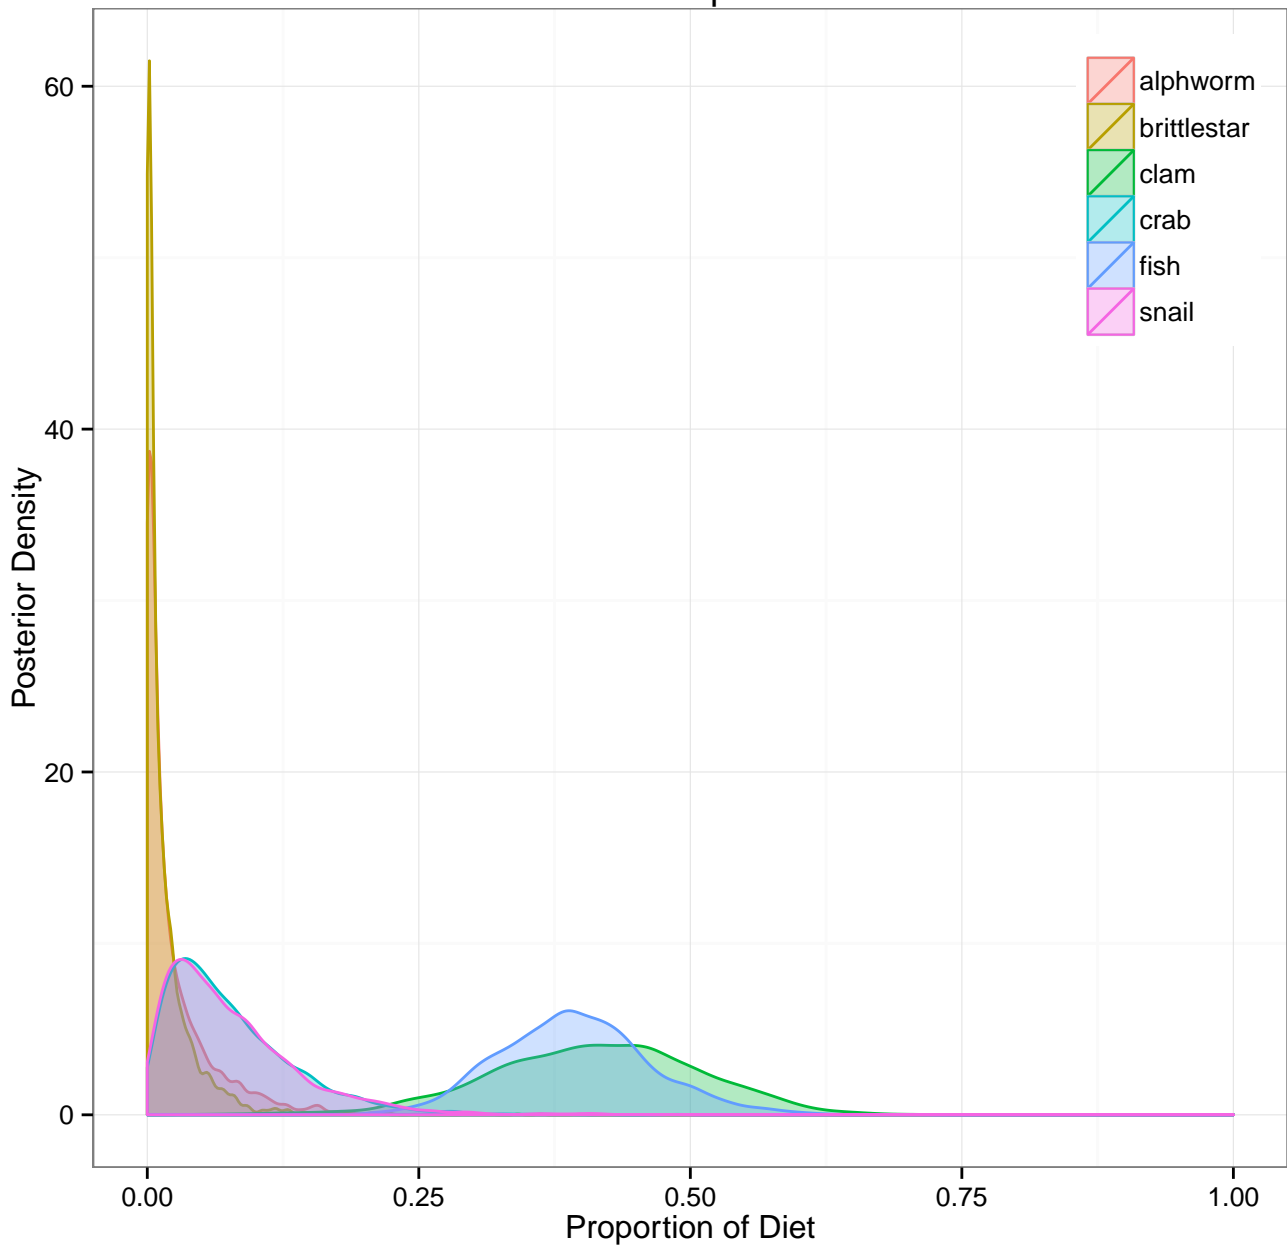 60
40
20
0
Posterior Density
alphworm
brittlestar
clam
crab
fish
snail
0.00 0.25 0.50 0.75 1.00
Proportion of Diet